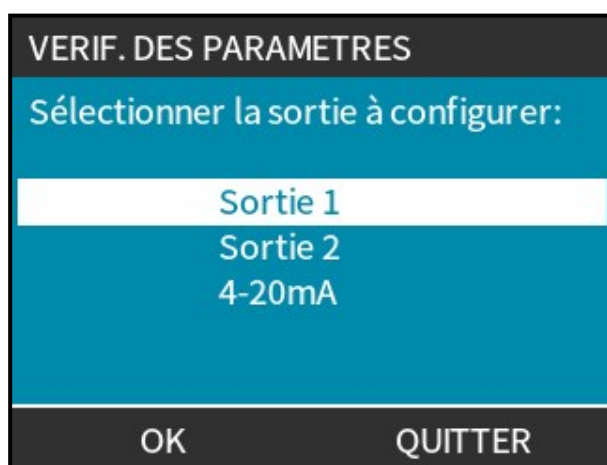 VERIF. DES PARAMETRES
Sélectionner la sortie à configurer:
Sortie 1
Sortie 2
4-20mA
OK QUITTER